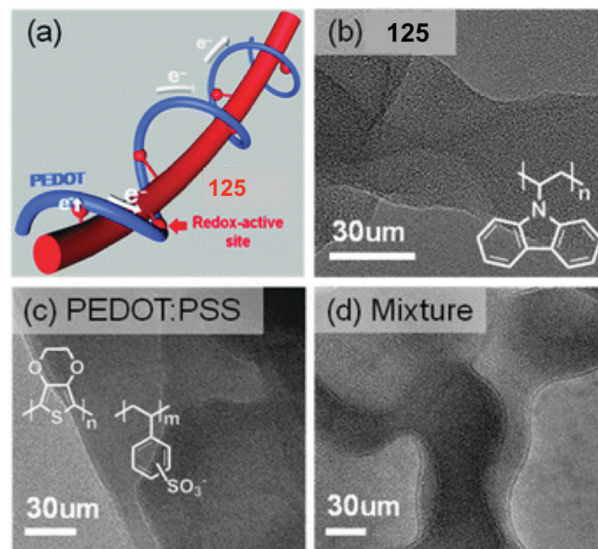 (a)
e⁻
e⁻
PEDOT
e⁻
e⁻
125
Redox-active
site
(b) 125
n
N
30um
(c) PEDOT:PSS
O O
S n
m
SO₃⁻
30um
(d) Mixture
30um